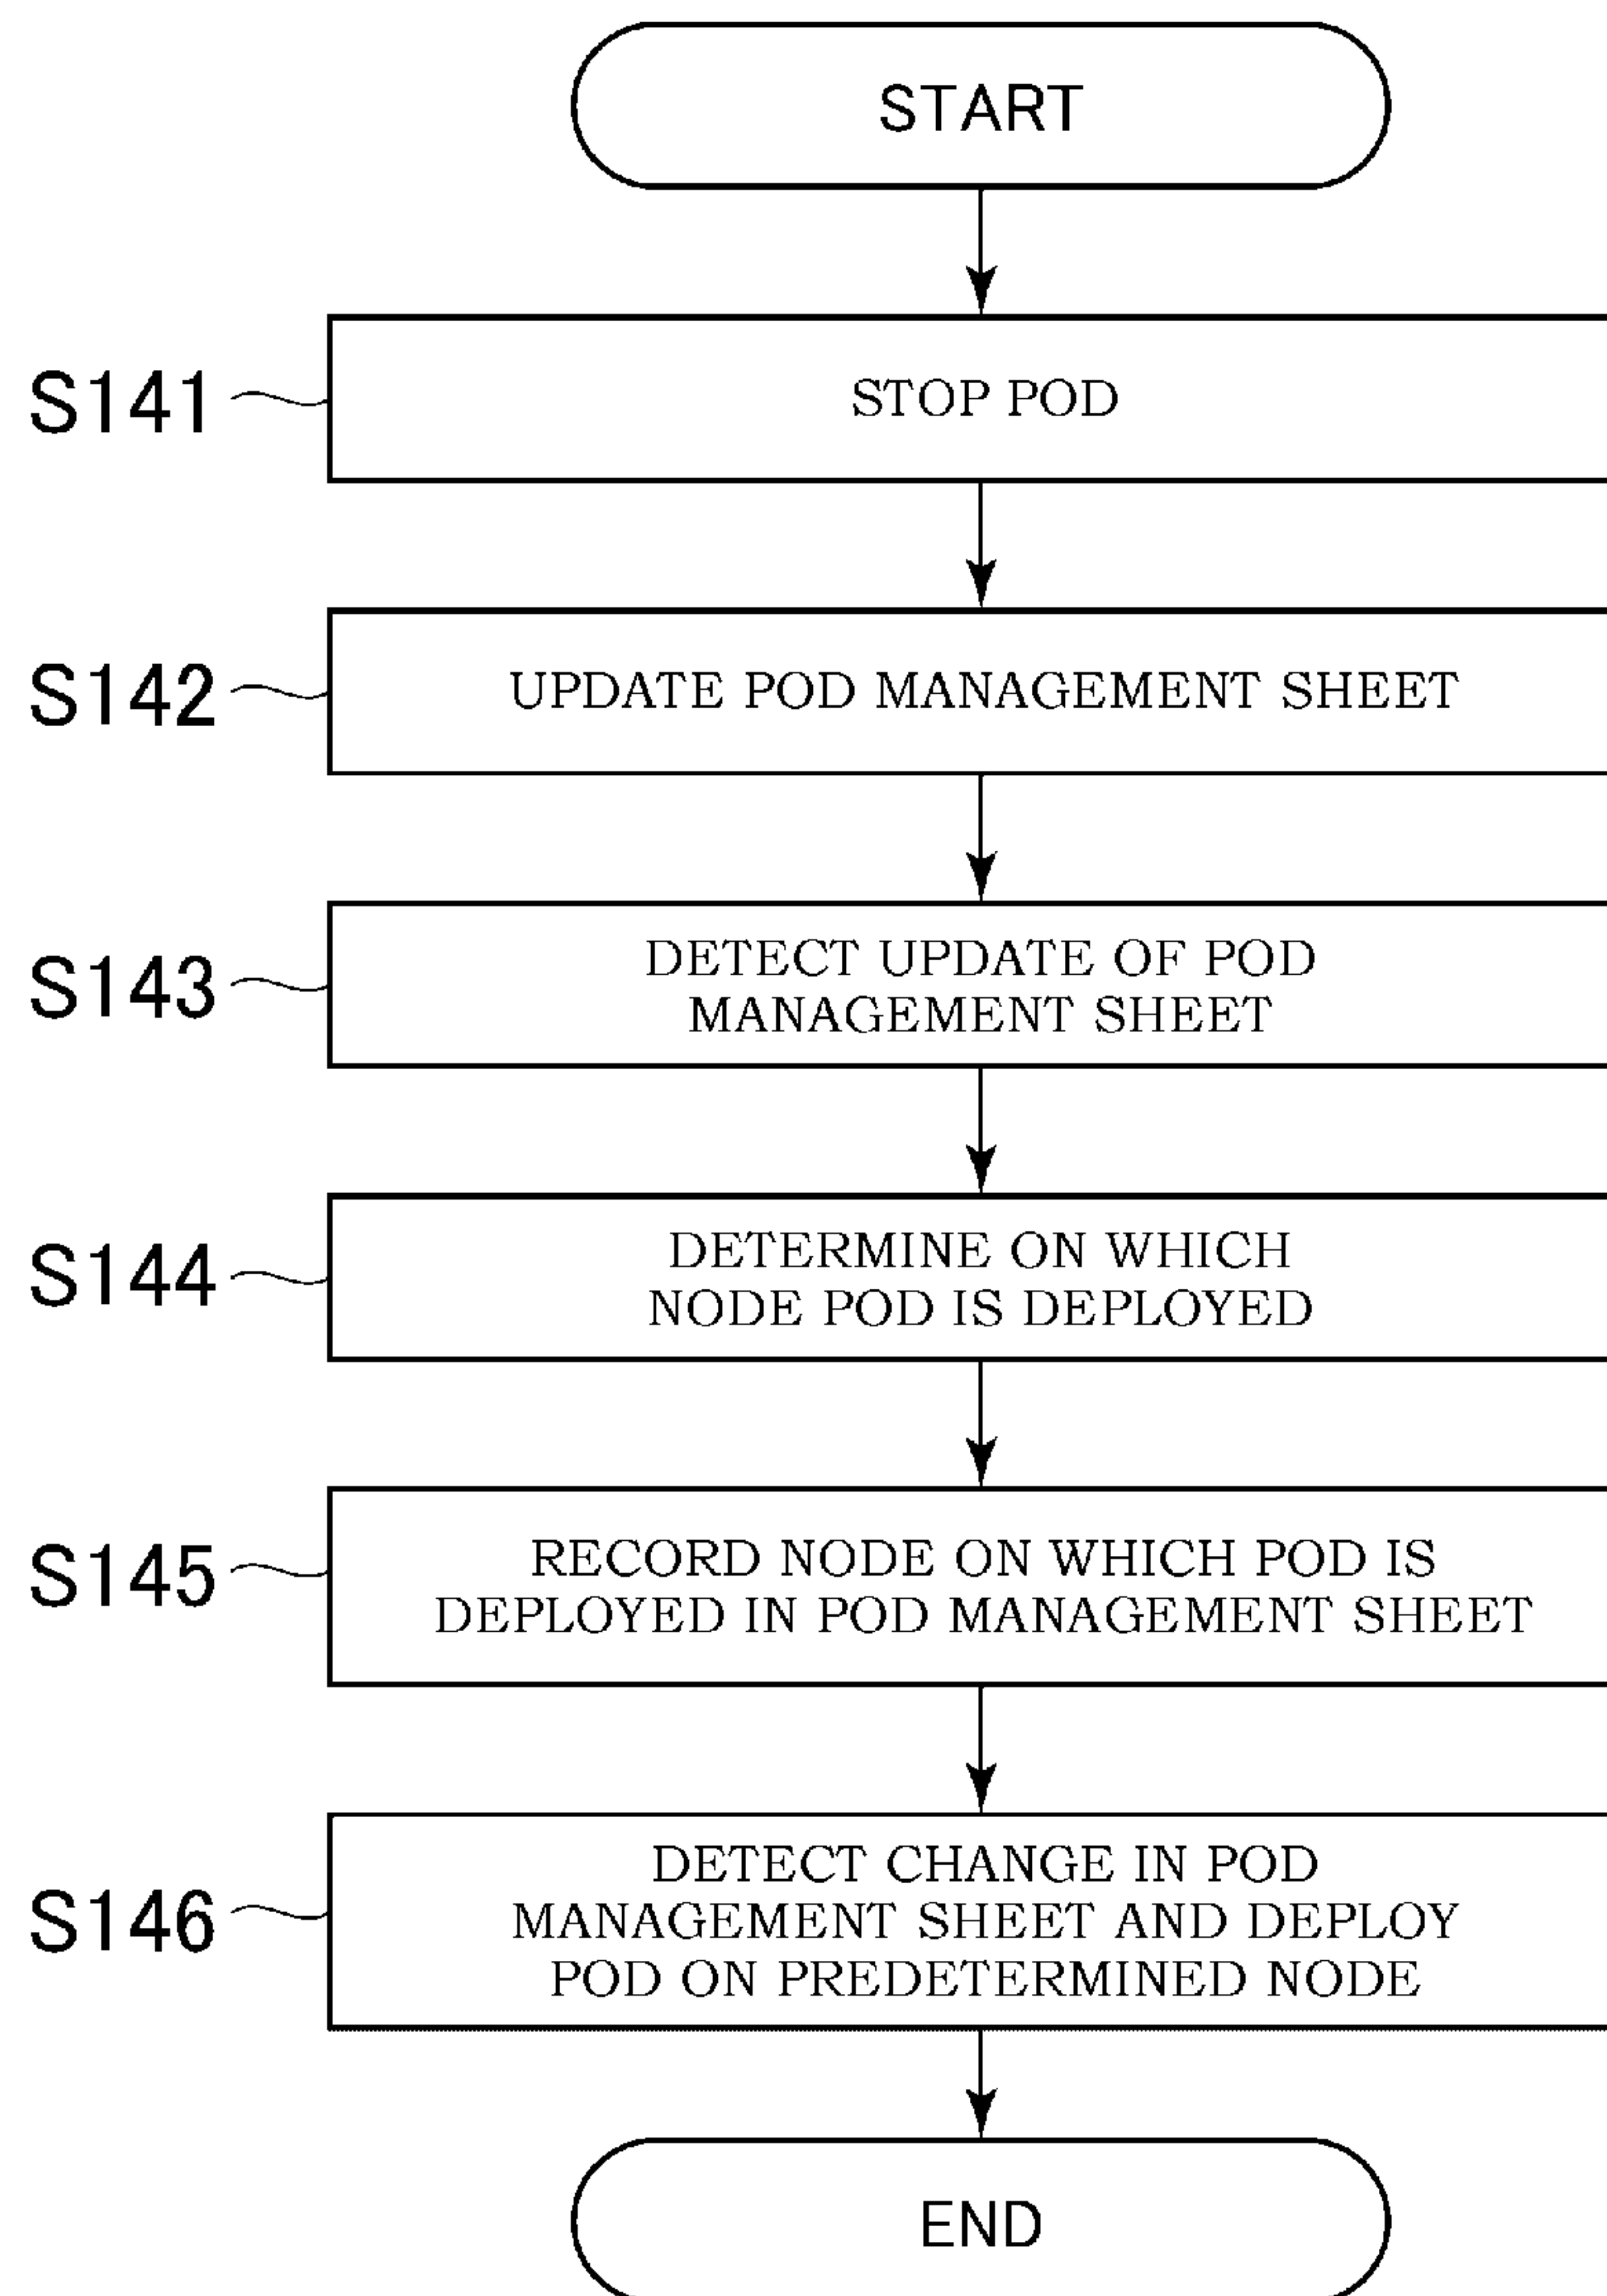 START
S141
STOP POD
S142
UPDATE POD MANAGEMENT SHEET
S143
DETECT UPDATE OF POD
MANAGEMENT SHEET
S144
DETERMINE ON WHICH
NODE POD IS DEPLOYED
S145
RECORD NODE ON WHICH POD IS
DEPLOYED IN POD MANAGEMENT SHEET
S146
DETECT CHANGE IN POD
MANAGEMENT SHEET AND DEPLOY
POD ON PREDETERMINED NODE
END